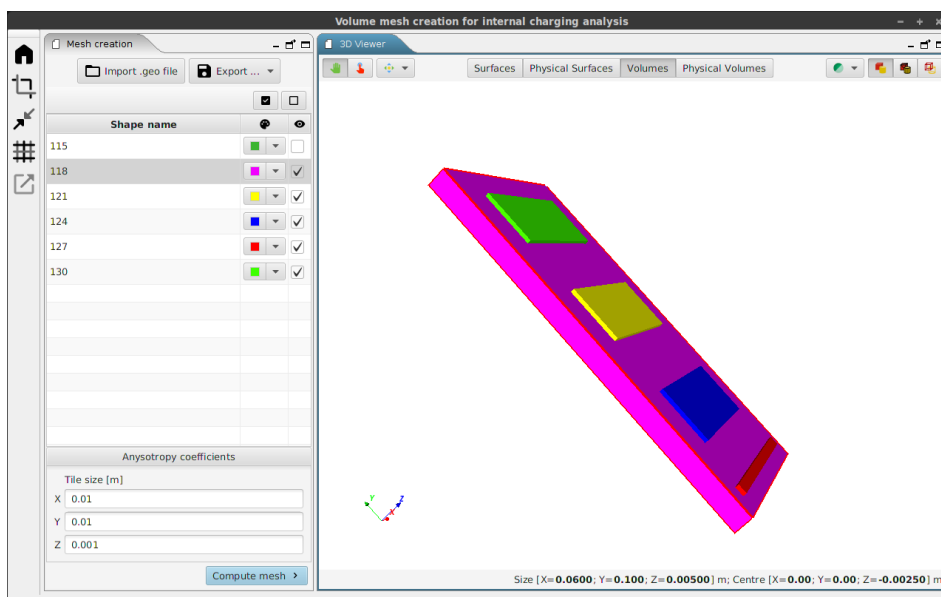 Volume mesh creation for internal charging analysis
Mesh creation
3D Viewer
Import .geo file
Export ...
Surfaces
Physical Surfaces
Volumes
Physical Volumes
Shape name
115
118
121
124
127
130
Anysotropy coefficients
Tile size [m]
X 0.01
Y 0.01
Z 0.001
Compute mesh
Y
Z
X
Size [X=0.0600; Y=0.100; Z=0.00500] m; Centre [X=0.00; Y=0.00; Z=-0.00250] m